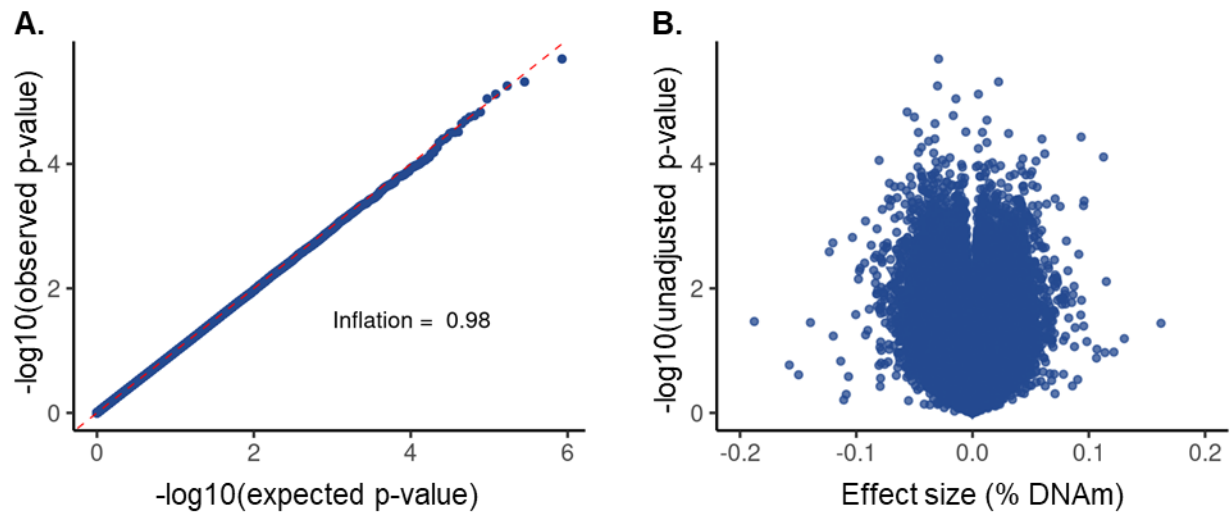 A.
-log10(observed p-value)
4
2
0
Inflation = 0.98
0 2 4 6
-log10(expected p-value)
B.
-log10(unadjusted p-value)
4
2
0
-0.2 -0.1 0.0 0.1 0.2
Effect size (% DNAm)